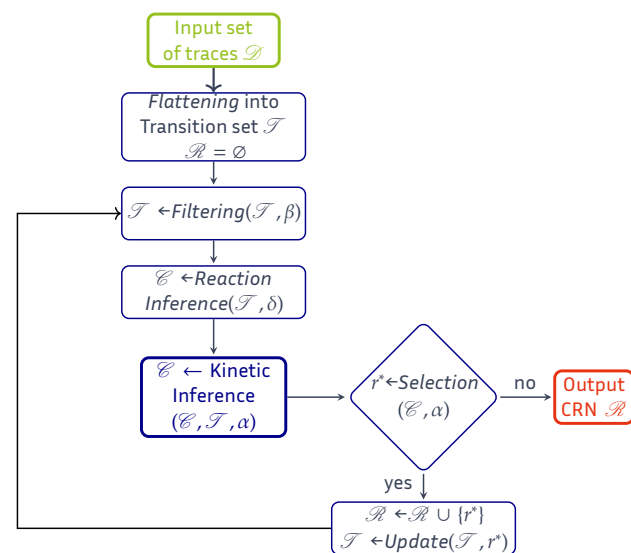 Input set
of traces 𝒟
Flattening into
Transition set 𝒯
ℛ = ∅
𝒯 ←Filtering(𝒯, β)
𝒞 ←Reaction
Inference(𝒯, δ)
𝒞 ← Kinetic
Inference
(𝒞, 𝒯, α)
r*←Selection
(𝒞, α)
no
Output
CRN ℛ
yes
ℛ ←ℛ ∪ {r*}
𝒯 ←Update(𝒯, r*)